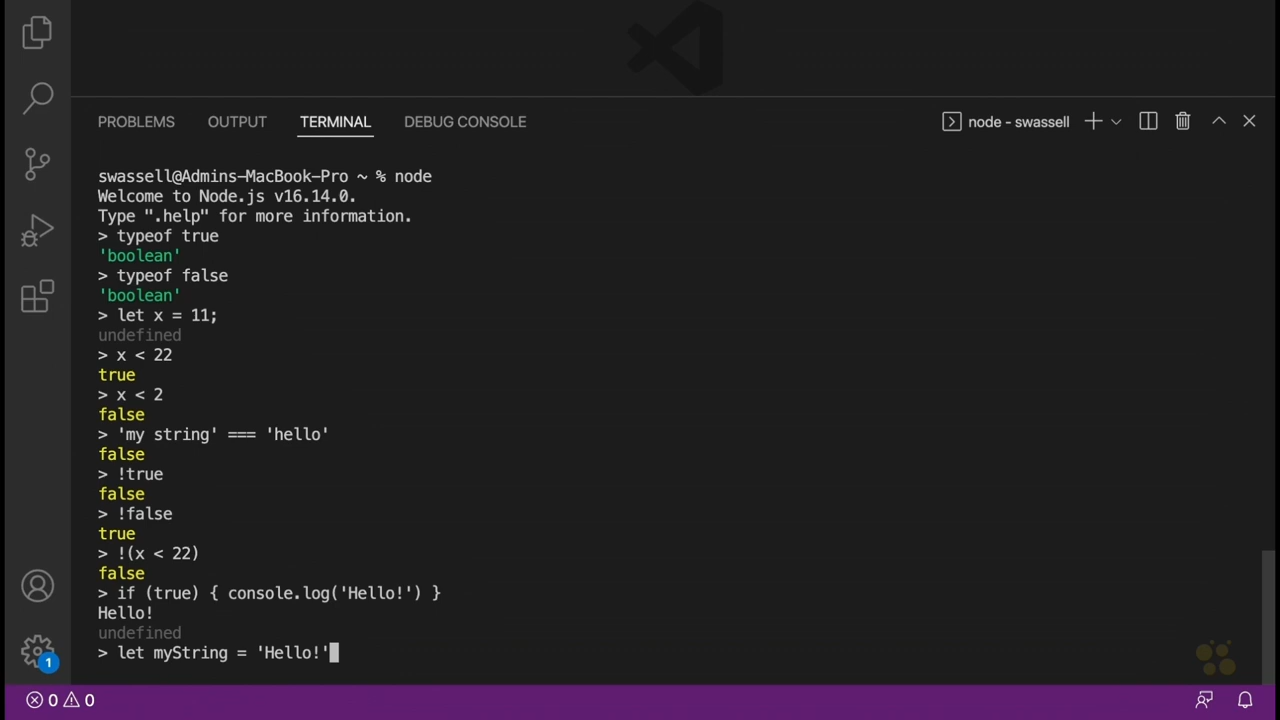 PROBLEMS OUTPUT TERMINAL DEBUG CONSOLE node - swassell
swassell@Admins-MacBook-Pro ~ % node
Welcome to Node.js v16.14.0.
Type ".help" for more information.
> typeof true
'boolean'
> typeof false
'boolean'
> let x = 11;
undefined
> x < 22
true
> x < 2
false
> 'my string' === 'hello'
false
> !true
false
> !false
true
> !(x < 22)
false
> if (true) { console.log('Hello!') }
Hello!
undefined
> let myString = 'Hello!'
1
0 0